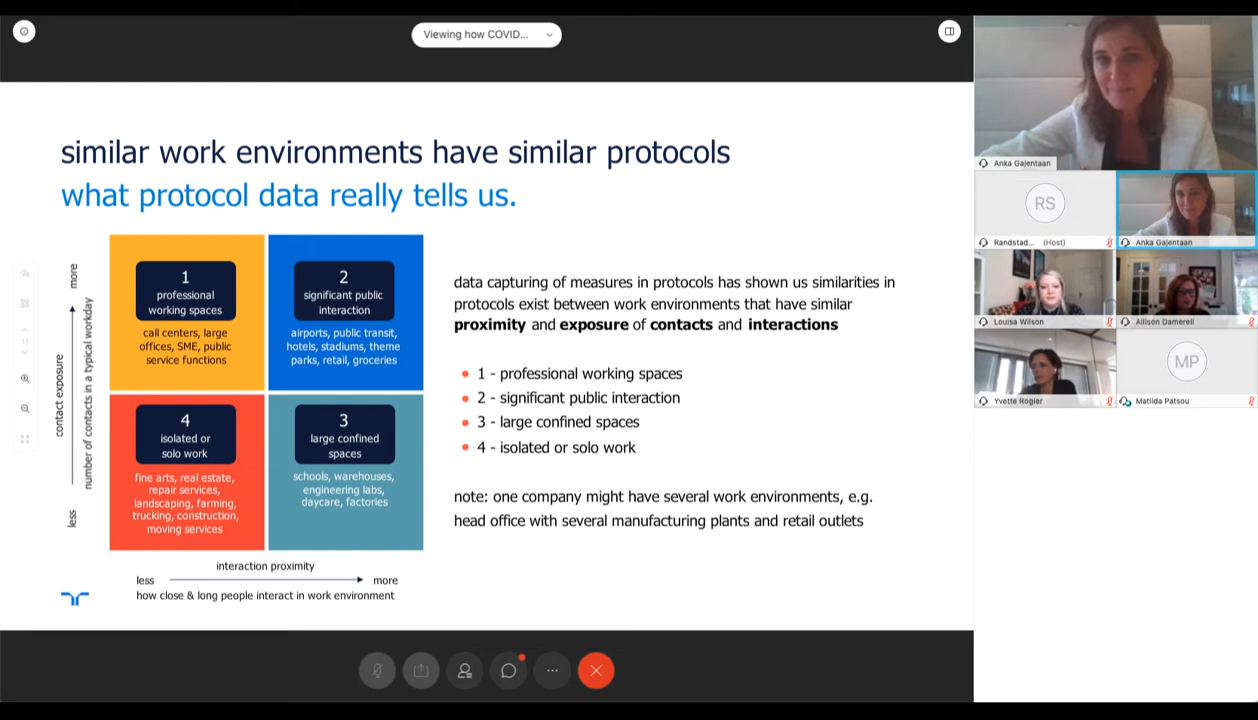 Viewing how COVID...
similar work environments have similar protocols
what protocol data really tells us.
contact exposure
number of contacts in a typical workday
more
less
1
professional
working spaces
call centers, large
offices, SME, public
service functions
2
significant public
interaction
airports, public transit,
hotels, stadiums, theme
parks, retail, groceries
4
isolated or
solo work
fine arts, real estate,
repair services,
landscaping, farming,
trucking, construction,
moving services
3
large confined
spaces
schools, warehouses,
engineering labs,
daycare, factories
interaction proximity
less more
how close & long people interact in work environment
data capturing of measures in protocols has shown us similarities in
protocols exist between work environments that have similar
proximity and exposure of contacts and interactions
• 1 - professional working spaces
• 2 - significant public interaction
• 3 - large confined spaces
• 4 - isolated or solo work
note: one company might have several work environments, e.g.
head office with several manufacturing plants and retail outlets
Anka Gajentaan
RS
Randstad... (Host)
Anka Gajentaan
Louisa Wilson
Allison Damerell
Yvette Rogier
MP
Matilda Patsou